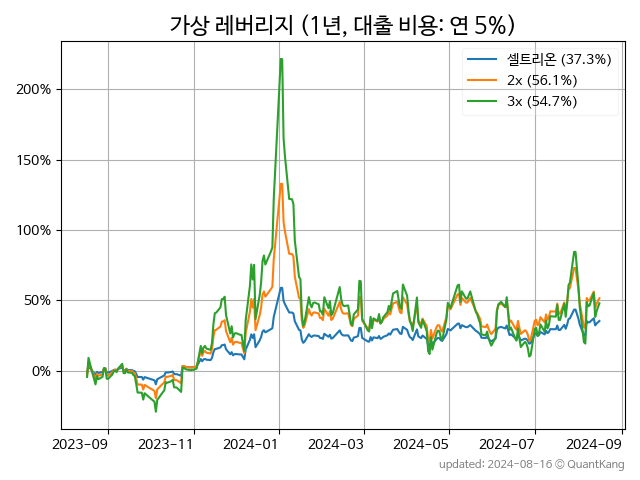 가상 레버리지 (1년, 대출 비용: 연 5%)
셀트리온 (37.3%)
2x (56.1%)
3x (54.7%)
200%
150%
100%
50%
0%
2023-09 2023-11 2024-01 2024-03 2024-05 2024-07 2024-09
updated: 2024-08-16 © QuantKang